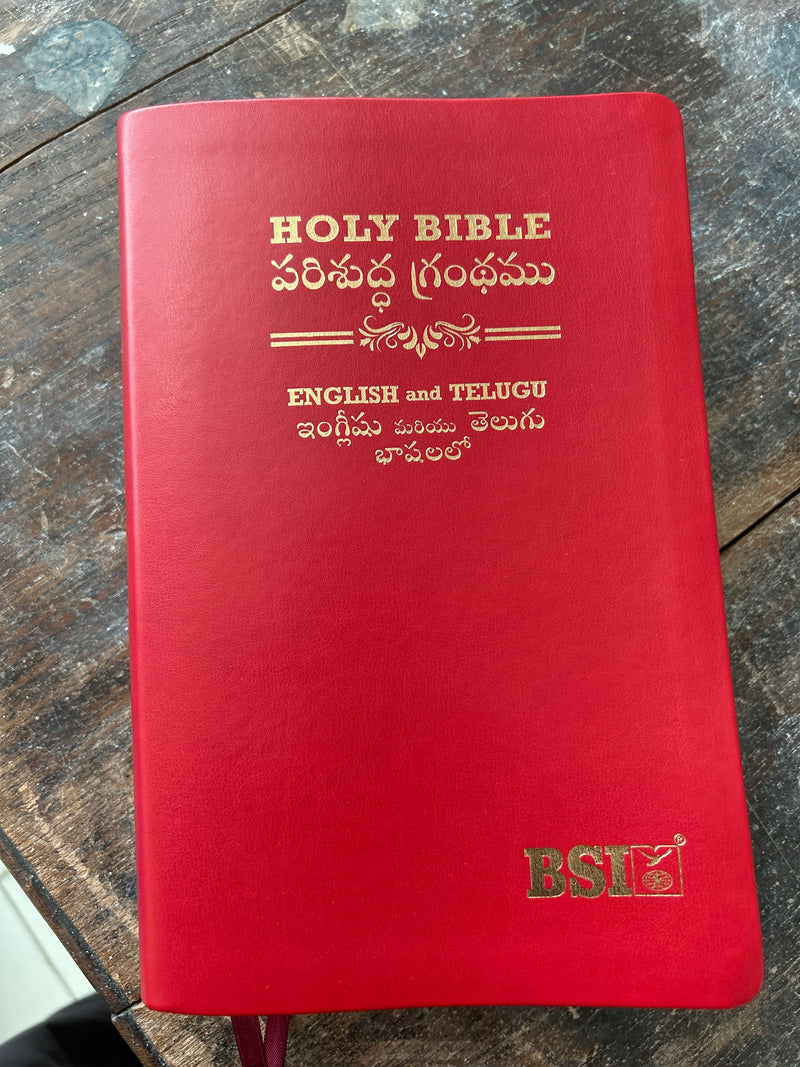 HOLY BIBLE
పరిశుద్ధ గ్రంథము
ENGLISH and TELUGU
ఇంగ్లీషు మరియు తెలుగు
భాషలలో
BSI ®